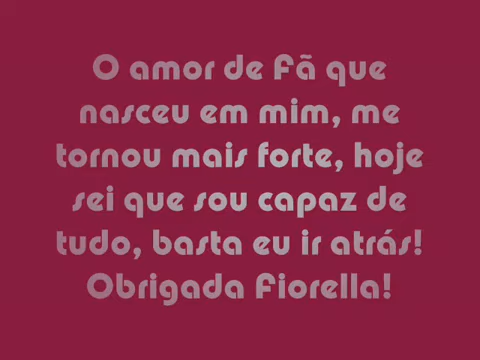 O amor de Fã que
nasceu em mim, me
tornou mais forte, hoje
sei que sou capaz de
tudo, basta eu ir atrás!
Obrigada Fiorella!